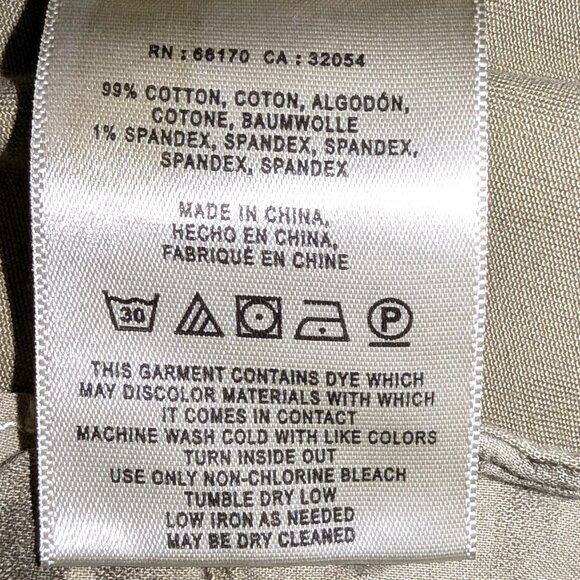 RN : 66170 CA : 32054
99% COTTON, COTON, ALGODÓN,
COTONE, BAUMWOLLE
1% SPANDEX, SPANDEX, SPANDEX,
SPANDEX, SPANDEX
MADE IN CHINA,
HECHO EN CHINA,
FABRIQUÉ EN CHINE
30 P
THIS GARMENT CONTAINS DYE WHICH
MAY DISCOLOR MATERIALS WITH WHICH
IT COMES IN CONTACT
MACHINE WASH COLD WITH LIKE COLORS
TURN INSIDE OUT
USE ONLY NON-CHLORINE BLEACH
TUMBLE DRY LOW
LOW IRON AS NEEDED
MAY BE DRY CLEANED